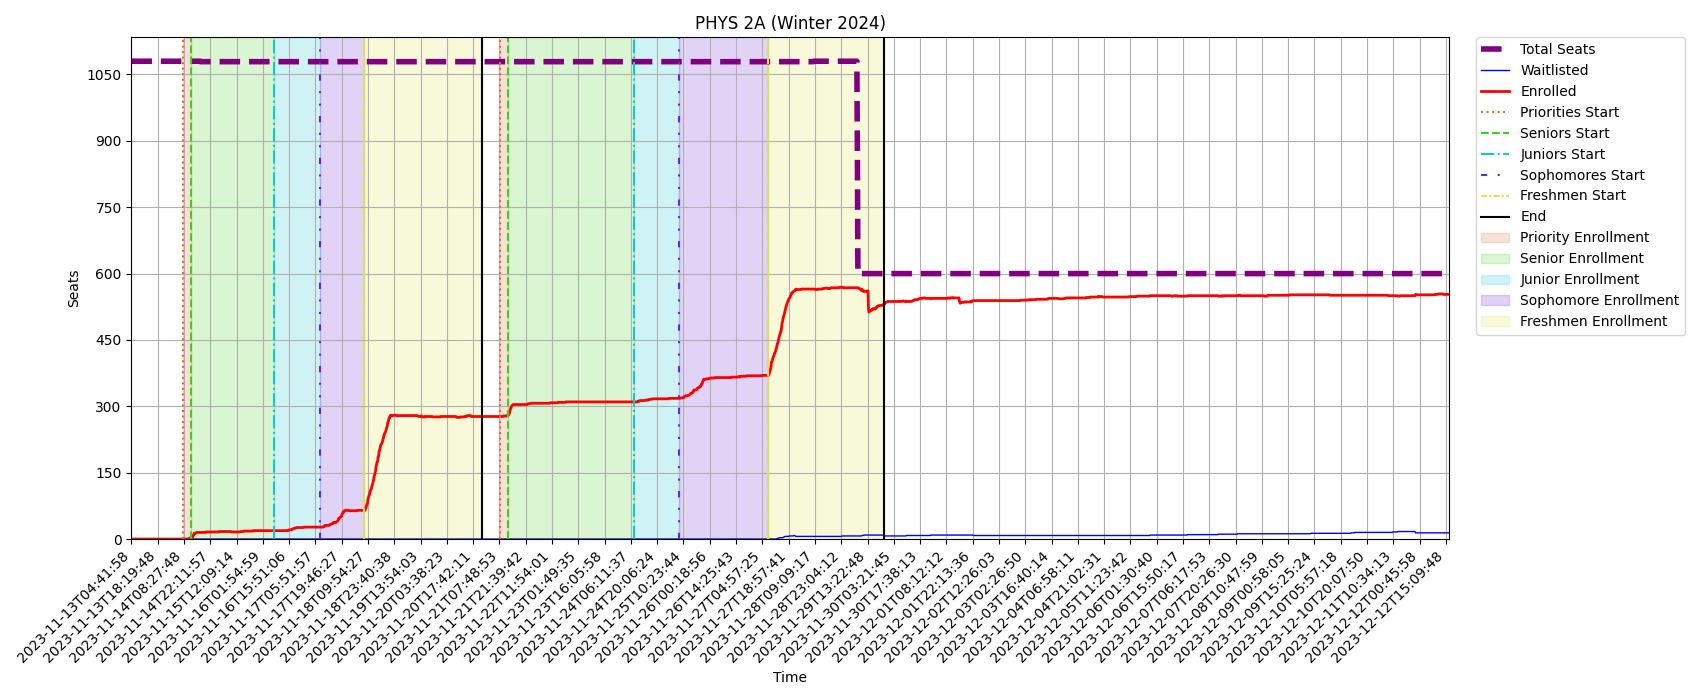 PHYS 2A (Winter 2024)
Seats
1050
900
750
600
450
300
150
0
2023-11-13T04:41:58
2023-11-13T18:19:48
2023-11-14T08:27:48
2023-11-14T22:11:57
2023-11-15T12:09:14
2023-11-16T01:54:59
2023-11-16T15:51:06
2023-11-17T05:51:57
2023-11-17T19:46:27
2023-11-18T09:54:27
2023-11-18T23:40:38
2023-11-19T13:54:03
2023-11-20T03:38:23
2023-11-20T17:42:11
2023-11-21T07:48:53
2023-11-21T21:39:42
2023-11-22T11:54:01
2023-11-23T01:49:35
2023-11-23T16:05:58
2023-11-24T06:11:37
2023-11-24T20:06:24
2023-11-25T10:23:44
2023-11-26T00:18:56
2023-11-26T14:25:43
2023-11-27T04:57:25
2023-11-27T18:57:41
2023-11-28T09:09:17
2023-11-28T23:04:12
2023-11-29T13:22:48
2023-11-30T03:21:45
2023-11-30T17:38:13
2023-12-01T08:12:12
2023-12-01T22:13:36
2023-12-02T12:26:03
2023-12-03T02:26:50
2023-12-03T16:40:14
2023-12-04T06:58:11
2023-12-04T21:02:31
2023-12-05T11:23:42
2023-12-06T01:30:40
2023-12-06T15:50:17
2023-12-07T06:17:53
2023-12-07T20:26:30
2023-12-08T10:47:59
2023-12-09T00:58:05
2023-12-09T15:25:24
2023-12-10T05:57:18
2023-12-10T20:07:50
2023-12-11T10:34:13
2023-12-12T00:45:58
2023-12-12T15:09:48
Time
Total Seats
Waitlisted
Enrolled
Priorities Start
Seniors Start
Juniors Start
Sophomores Start
Freshmen Start
End
Priority Enrollment
Senior Enrollment
Junior Enrollment
Sophomore Enrollment
Freshmen Enrollment